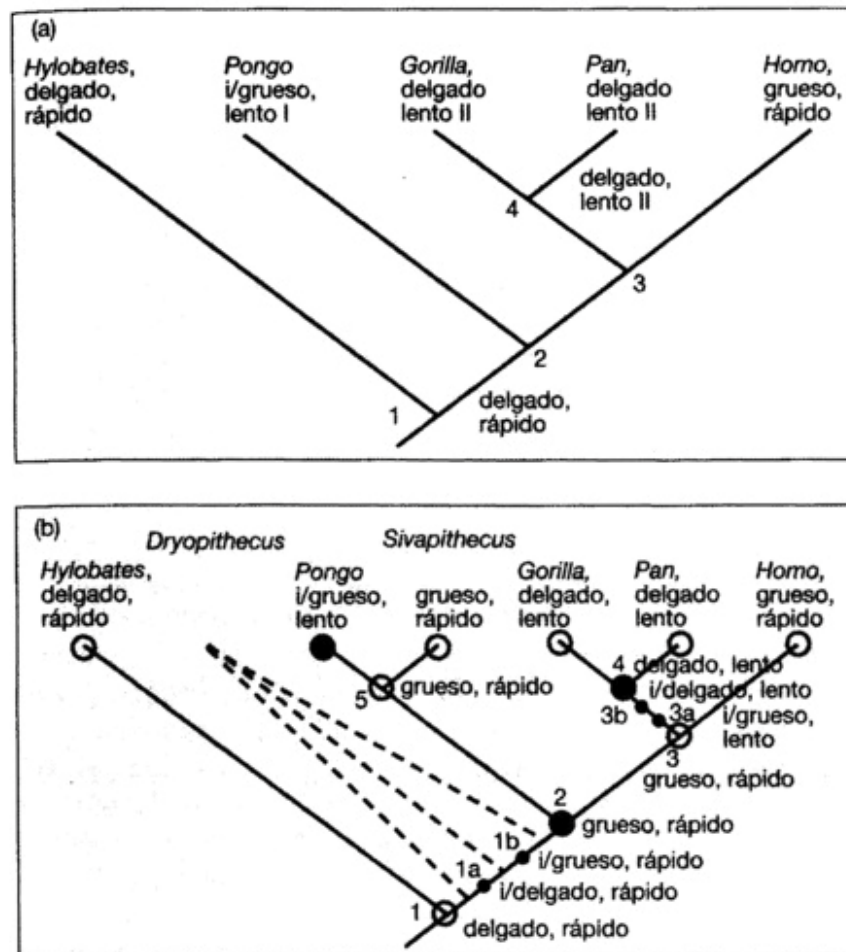 (a)
Hylobates,
delgado,
rápido
Pongo
i/grueso,
lento I
Gorilla,
delgado
lento II
Pan,
delgado
lento II
Homo,
grueso,
rápido
4
delgado,
lento II
3
2
1
delgado,
rápido
(b)
Dryopithecus
Sivapithecus
Hylobates,
delgado,
rápido
Pongo
i/grueso,
lento
grueso,
rápido
Gorilla,
delgado,
lento
Pan,
delgado
lento
Homo,
grueso,
rápido
5
grueso, rápido
4 delgado, lento
i/delgado, lento
3b
3a
i/grueso,
lento
3
grueso, rápido
2
grueso, rápido
1b
i/grueso, rápido
1a
i/delgado, rápido
1
delgado, rápido